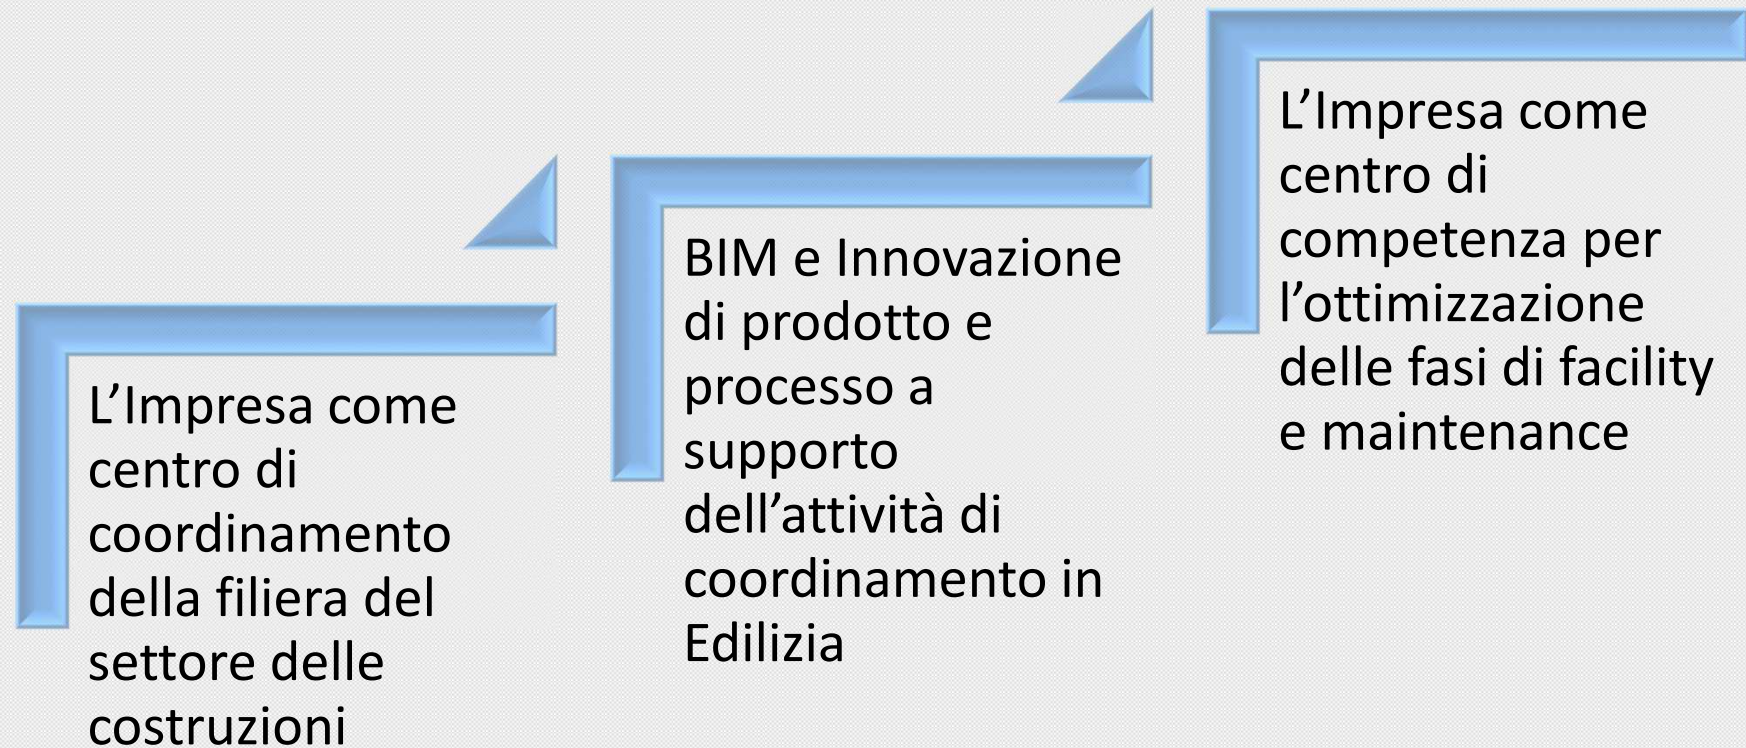 L’Impresa come
centro di
coordinamento
della filiera del
settore delle
costruzioni
BIM e Innovazione
di prodotto e
processo a
supporto
dell’attività di
coordinamento in
Edilizia
L’Impresa come
centro di
competenza per
l’ottimizzazione
delle fasi di facility
e maintenance